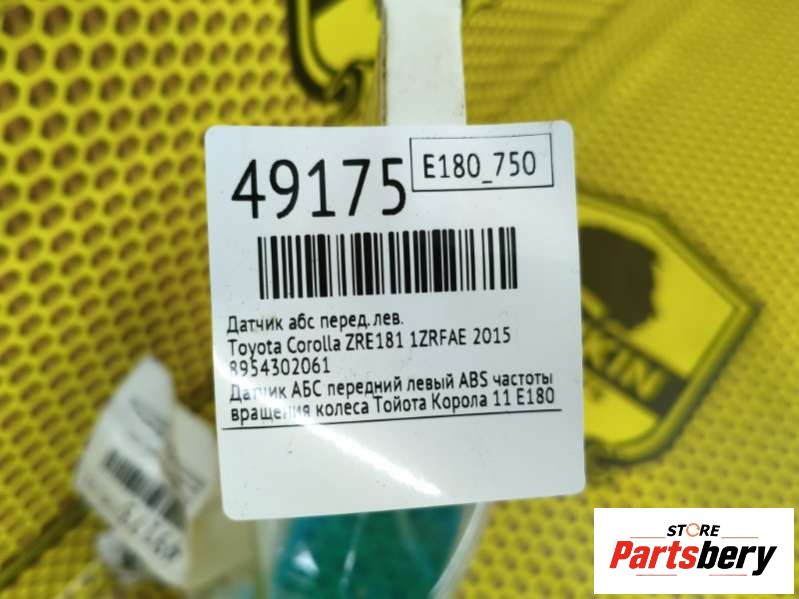 49175
E180_750
Датчик абс перед. лев.
Toyota Corolla ZRE181 1ZRFAE 2015
8954302061
Датчик АБС передний левый ABS частоты
вращения колеса Тойота Корола 11 E180
STORE
Partsbery